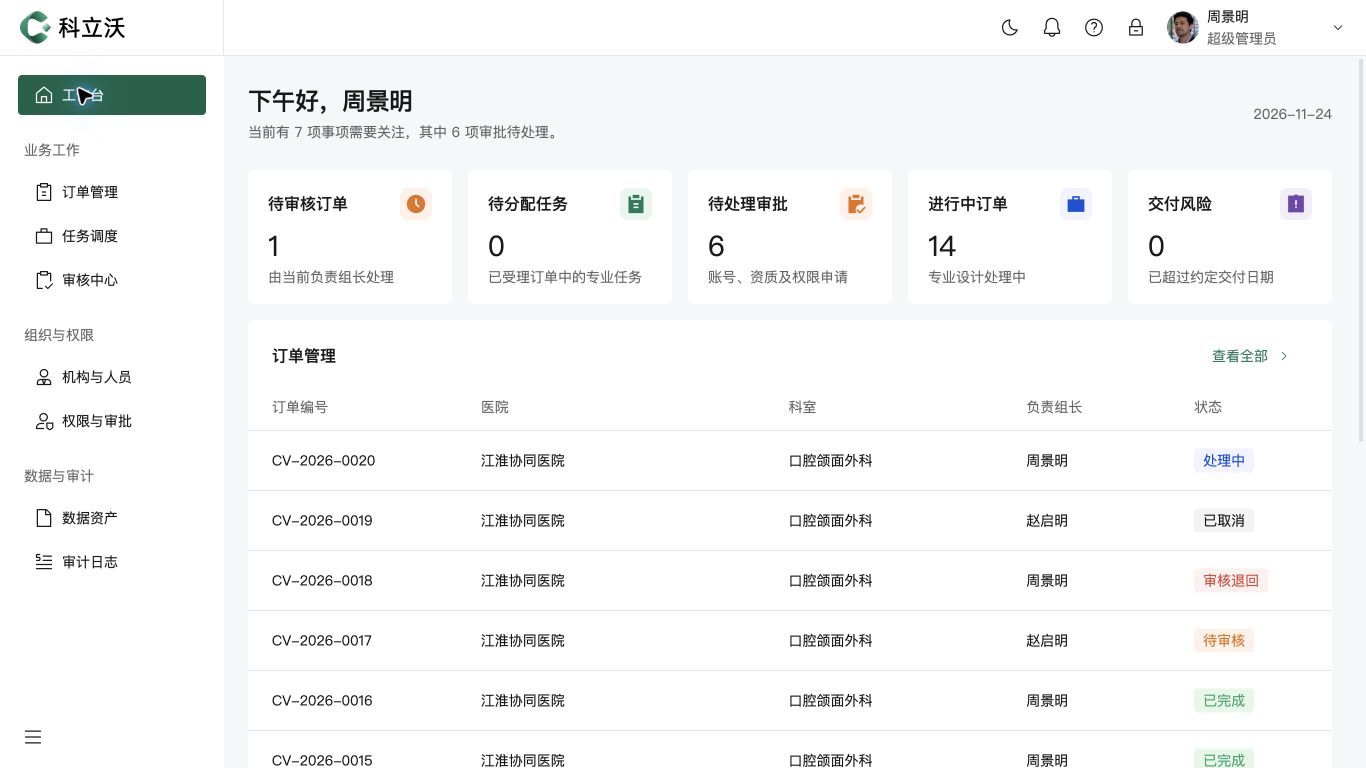 科立沃
周景明
超级管理员
工 台
业务工作
订单管理
任务调度
审核中心
组织与权限
机构与人员
权限与审批
数据与审计
数据资产
审计日志
下午好，周景明
当前有 7 项事项需要关注，其中 6 项审批待处理。
2026-11-24
待审核订单
1
由当前负责组长处理
待分配任务
0
已受理订单中的专业任务
待处理审批
6
账号、资质及权限申请
进行中订单
14
专业设计处理中
交付风险
0
已超过约定交付日期
订单管理 查看全部
订单编号 医院 科室 负责组长 状态
CV-2026-0020 江淮协同医院 口腔颌面外科 周景明 处理中
CV-2026-0019 江淮协同医院 口腔颌面外科 赵启明 已取消
CV-2026-0018 江淮协同医院 口腔颌面外科 周景明 审核退回
CV-2026-0017 江淮协同医院 口腔颌面外科 赵启明 待审核
CV-2026-0016 江淮协同医院 口腔颌面外科 周景明 已完成
CV-2026-0015 江淮协同医院 口腔颌面外科 周景明 已完成